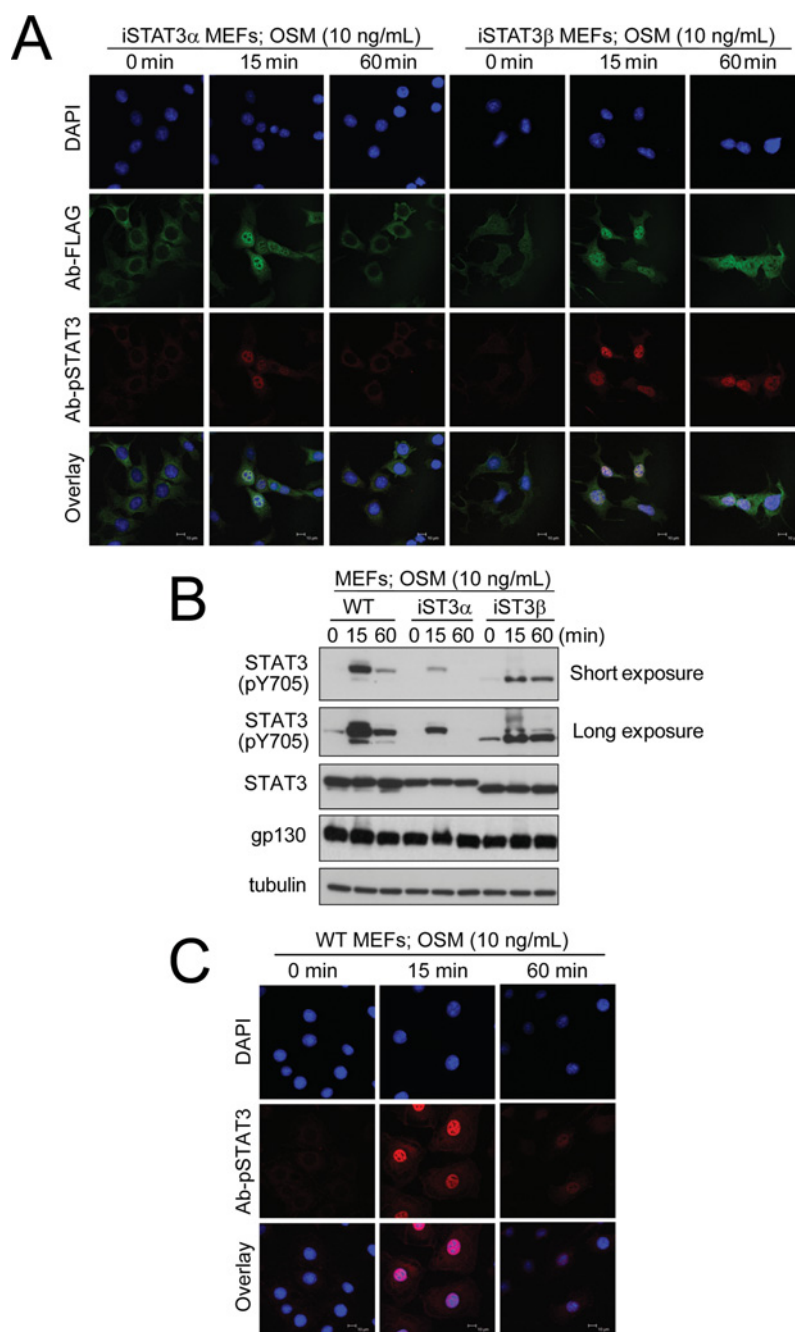 A
iSTAT3α MEFs; OSM (10 ng/mL) iSTAT3β MEFs; OSM (10 ng/mL)
0 min 15 min 60 min 0 min 15 min 60 min
DAPI
Ab-FLAG
Ab-pSTAT3
Overlay
B
MEFs; OSM (10 ng/mL)
WT iST3α iST3β
0 15 60 0 15 60 0 15 60 (min)
STAT3 (pY705) Short exposure
STAT3 (pY705) Long exposure
STAT3
gp130
tubulin
C
WT MEFs; OSM (10 ng/mL)
0 min 15 min 60 min
DAPI
Ab-pSTAT3
Overlay